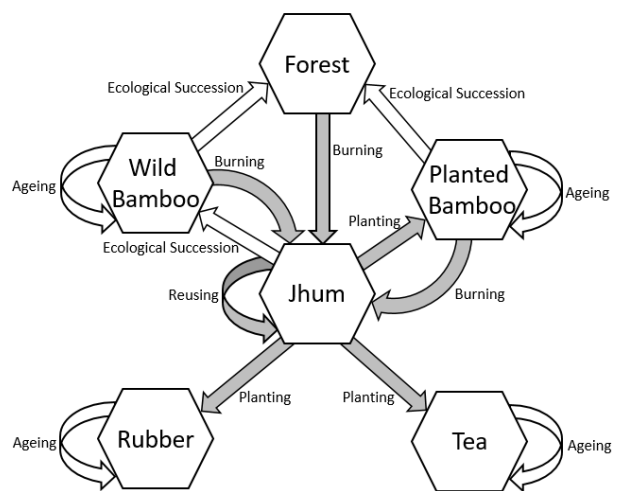 Forest
Ecological Succession
Ecological Succession
Burning
Burning
Wild
Bamboo
Planted
Bamboo
Ageing
Ageing
Planting
Ecological Succession
Reusing
Jhum
Burning
Planting
Planting
Rubber
Tea
Ageing
Ageing